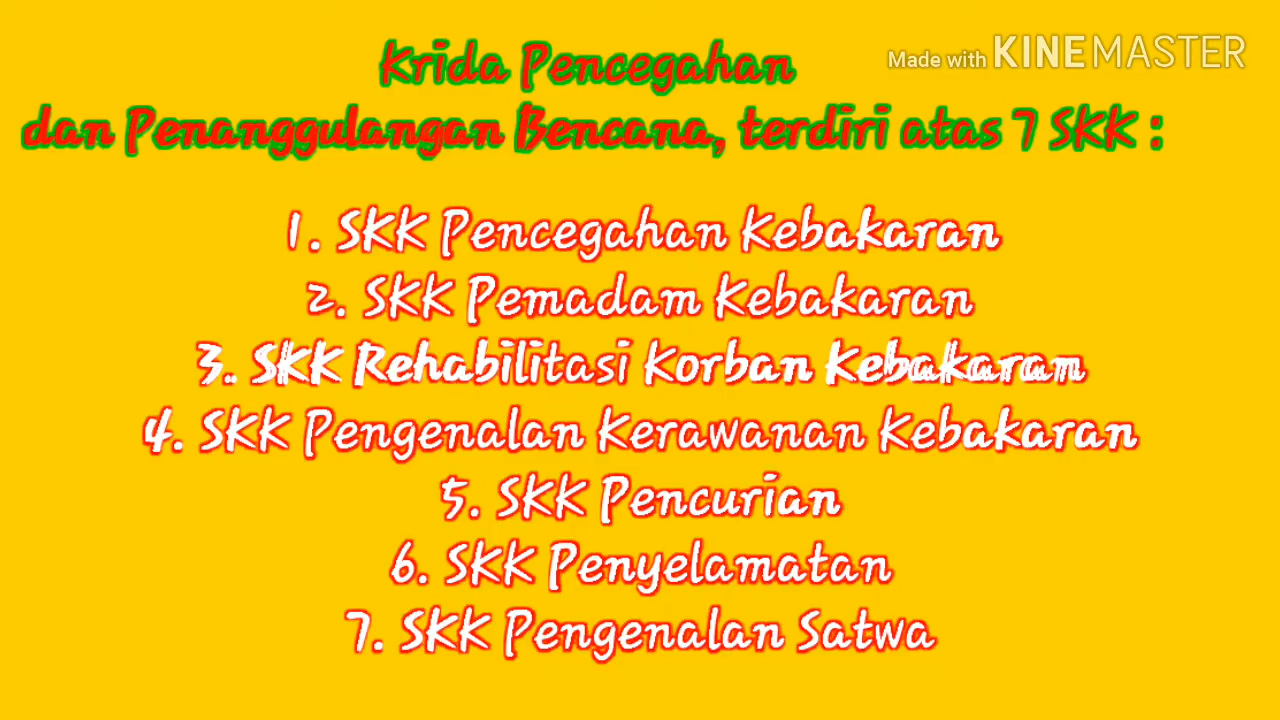 Made with KINEMASTER
Krida Pencegahan
dan Penanggulangan Bencana, terdiri atas 7 SKK :
1. SKK Pencegahan Kebakaran
2. SKK Pemadam Kebakaran
3. SKK Rehabilitasi Korban Kebakaran
4. SKK Pengenalan Kerawanan Kebakaran
5. SKK Pencurian
6. SKK Penyelamatan
7. SKK Pengenalan Satwa